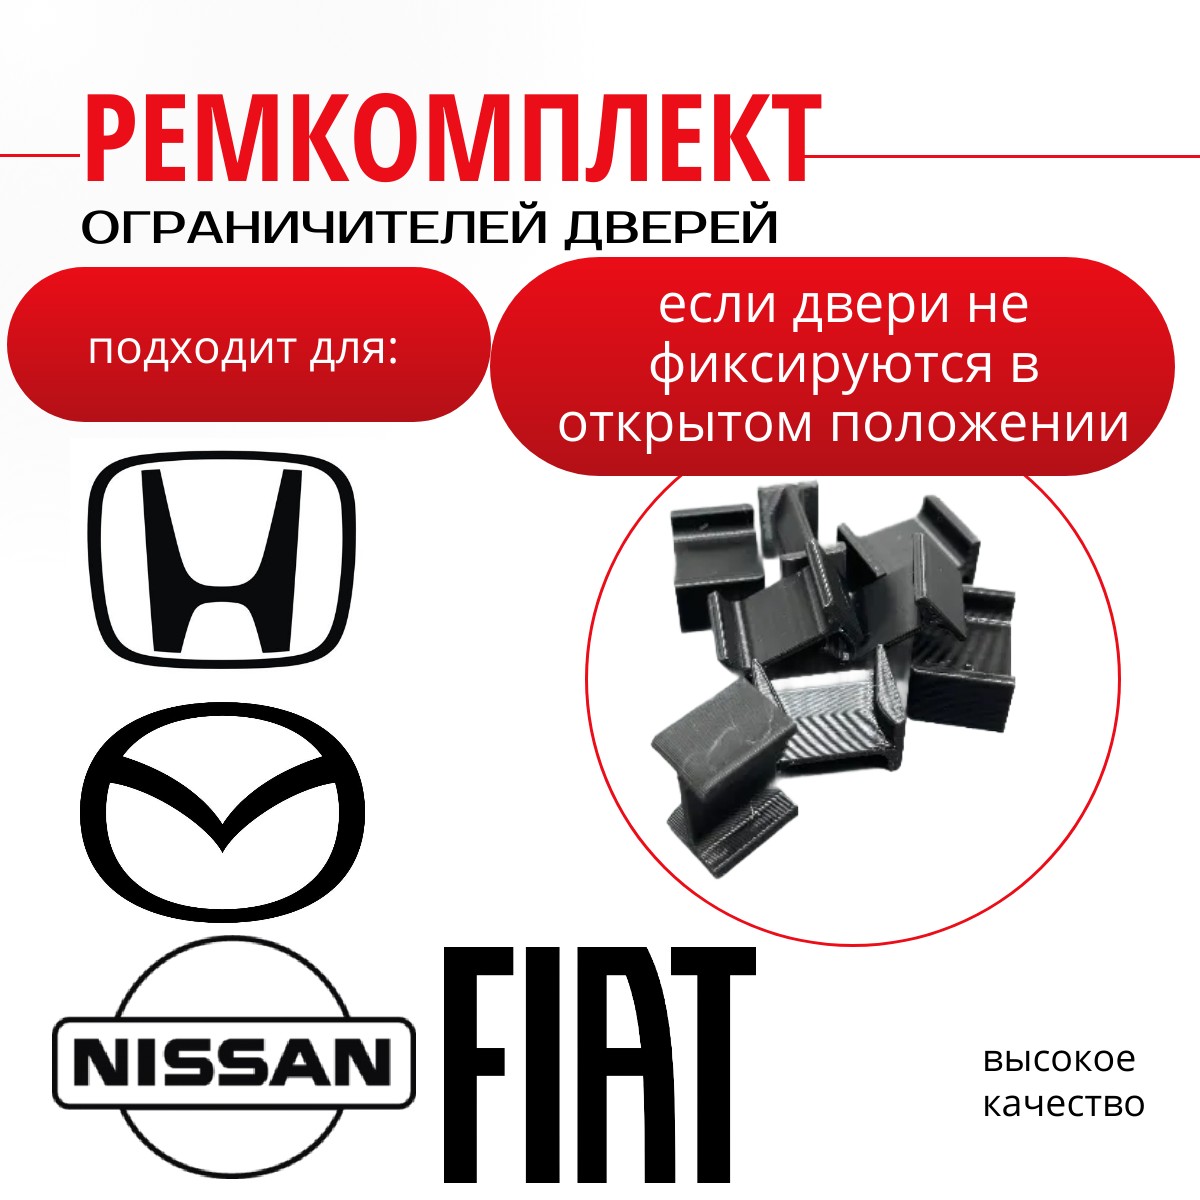 РЕМКОМПЛЕКТ
ОГРАНИЧИТЕЛЕЙ ДВЕРЕЙ
подходит для:
если двери не
фиксируются в
открытом положении
NISSAN
FIAT
высокое
качество